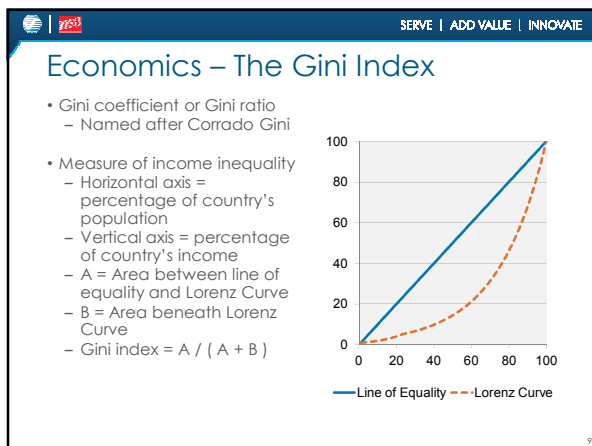 SERVE | ADD VALUE | INNOVATE
Economics – The Gini Index
• Gini coefficient or Gini ratio
– Named after Corrado Gini
• Measure of income inequality
– Horizontal axis =
percentage of country's
population
– Vertical axis = percentage
of country's income
– A = Area between line of
equality and Lorenz Curve
– B = Area beneath Lorenz
Curve
– Gini index = A / ( A + B )
100
80
60
40
20
0
0 20 40 60 80 100
Line of Equality Lorenz Curve
9